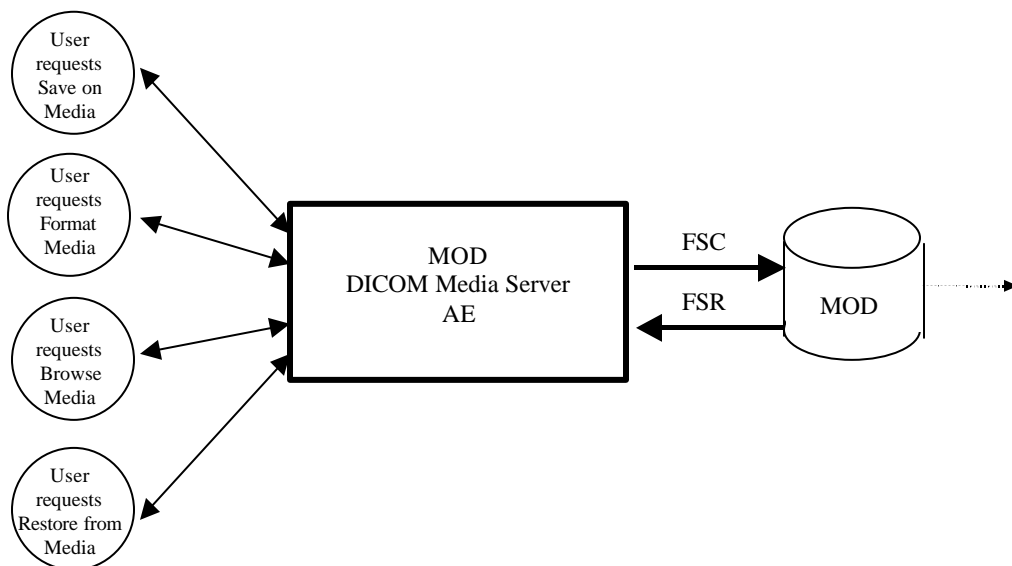 User
requests
Save on
Media
User
requests
Format
Media
User
requests
Browse
Media
User
requests
Restore from
Media
MOD
DICOM Media Server
AE
FSC
FSR
MOD